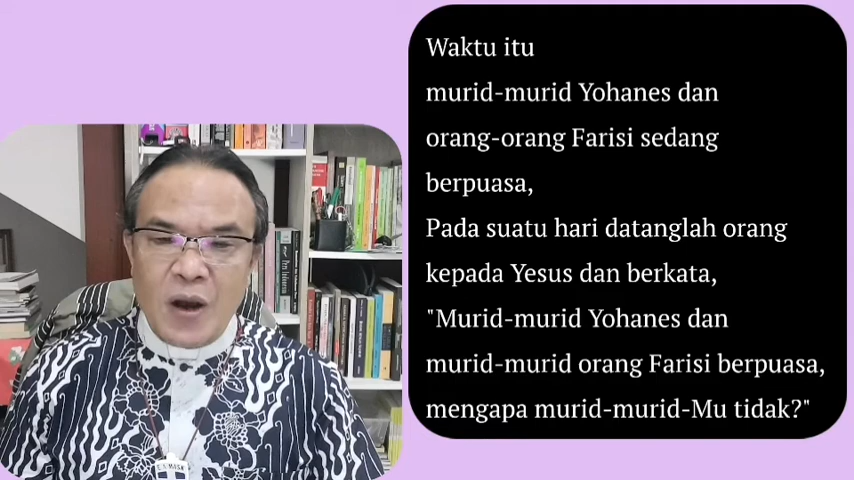 Waktu itu
murid-murid Yohanes dan
orang-orang Farisi sedang
berpuasa,
Pada suatu hari datanglah orang
kepada Yesus dan berkata,
"Murid-murid Yohanes dan
murid-murid orang Farisi berpuasa,
mengapa murid-murid-Mu tidak?"